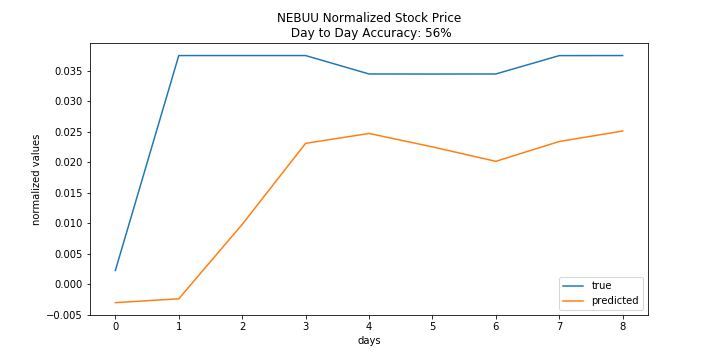 NEBUU Normalized Stock Price
Day to Day Accuracy: 56%
normalized values
0.035
0.030
0.025
0.020
0.015
0.010
0.005
0.000
−0.005
0 1 2 3 4 5 6 7 8
days
true
predicted